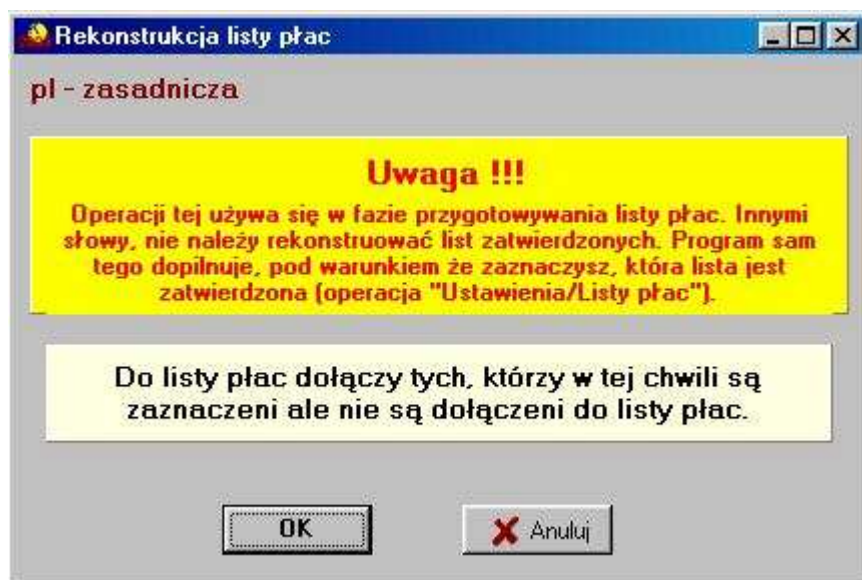 Rekonstrukcja listy płac
pl - zasadnicza
Uwaga !!!
Operacji tej używa się w fazie przygotowywania listy płac. Innymi
słowy, nie należy rekonstruować list zatwierdzonych. Program sam
tego dopilnuje, pod warunkiem że zaznaczysz, która lista jest
zatwierdzona (operacja "Ustawienia/Listy płac").
Do listy płac dołączy tych, którzy w tej chwili są
zaznaczeni ale nie są dołączeni do listy płac.
OK
Anuluj